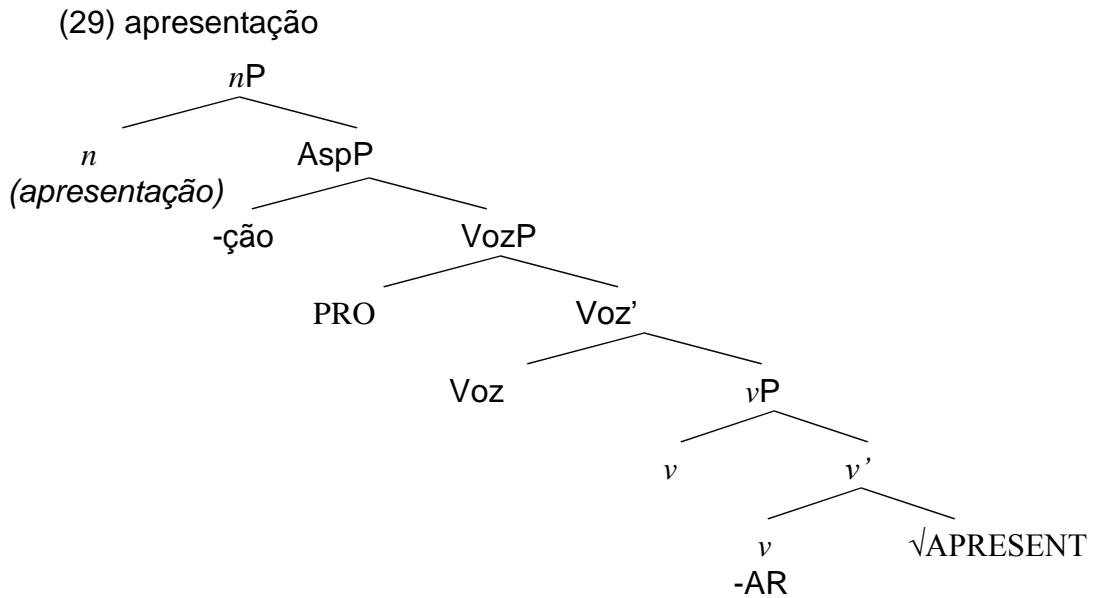 (29) apresentação
nP
n AspP
(apresentação)
-ção VozP
PRO Voz’
Voz vP
v v’
v √APRESENT
-AR